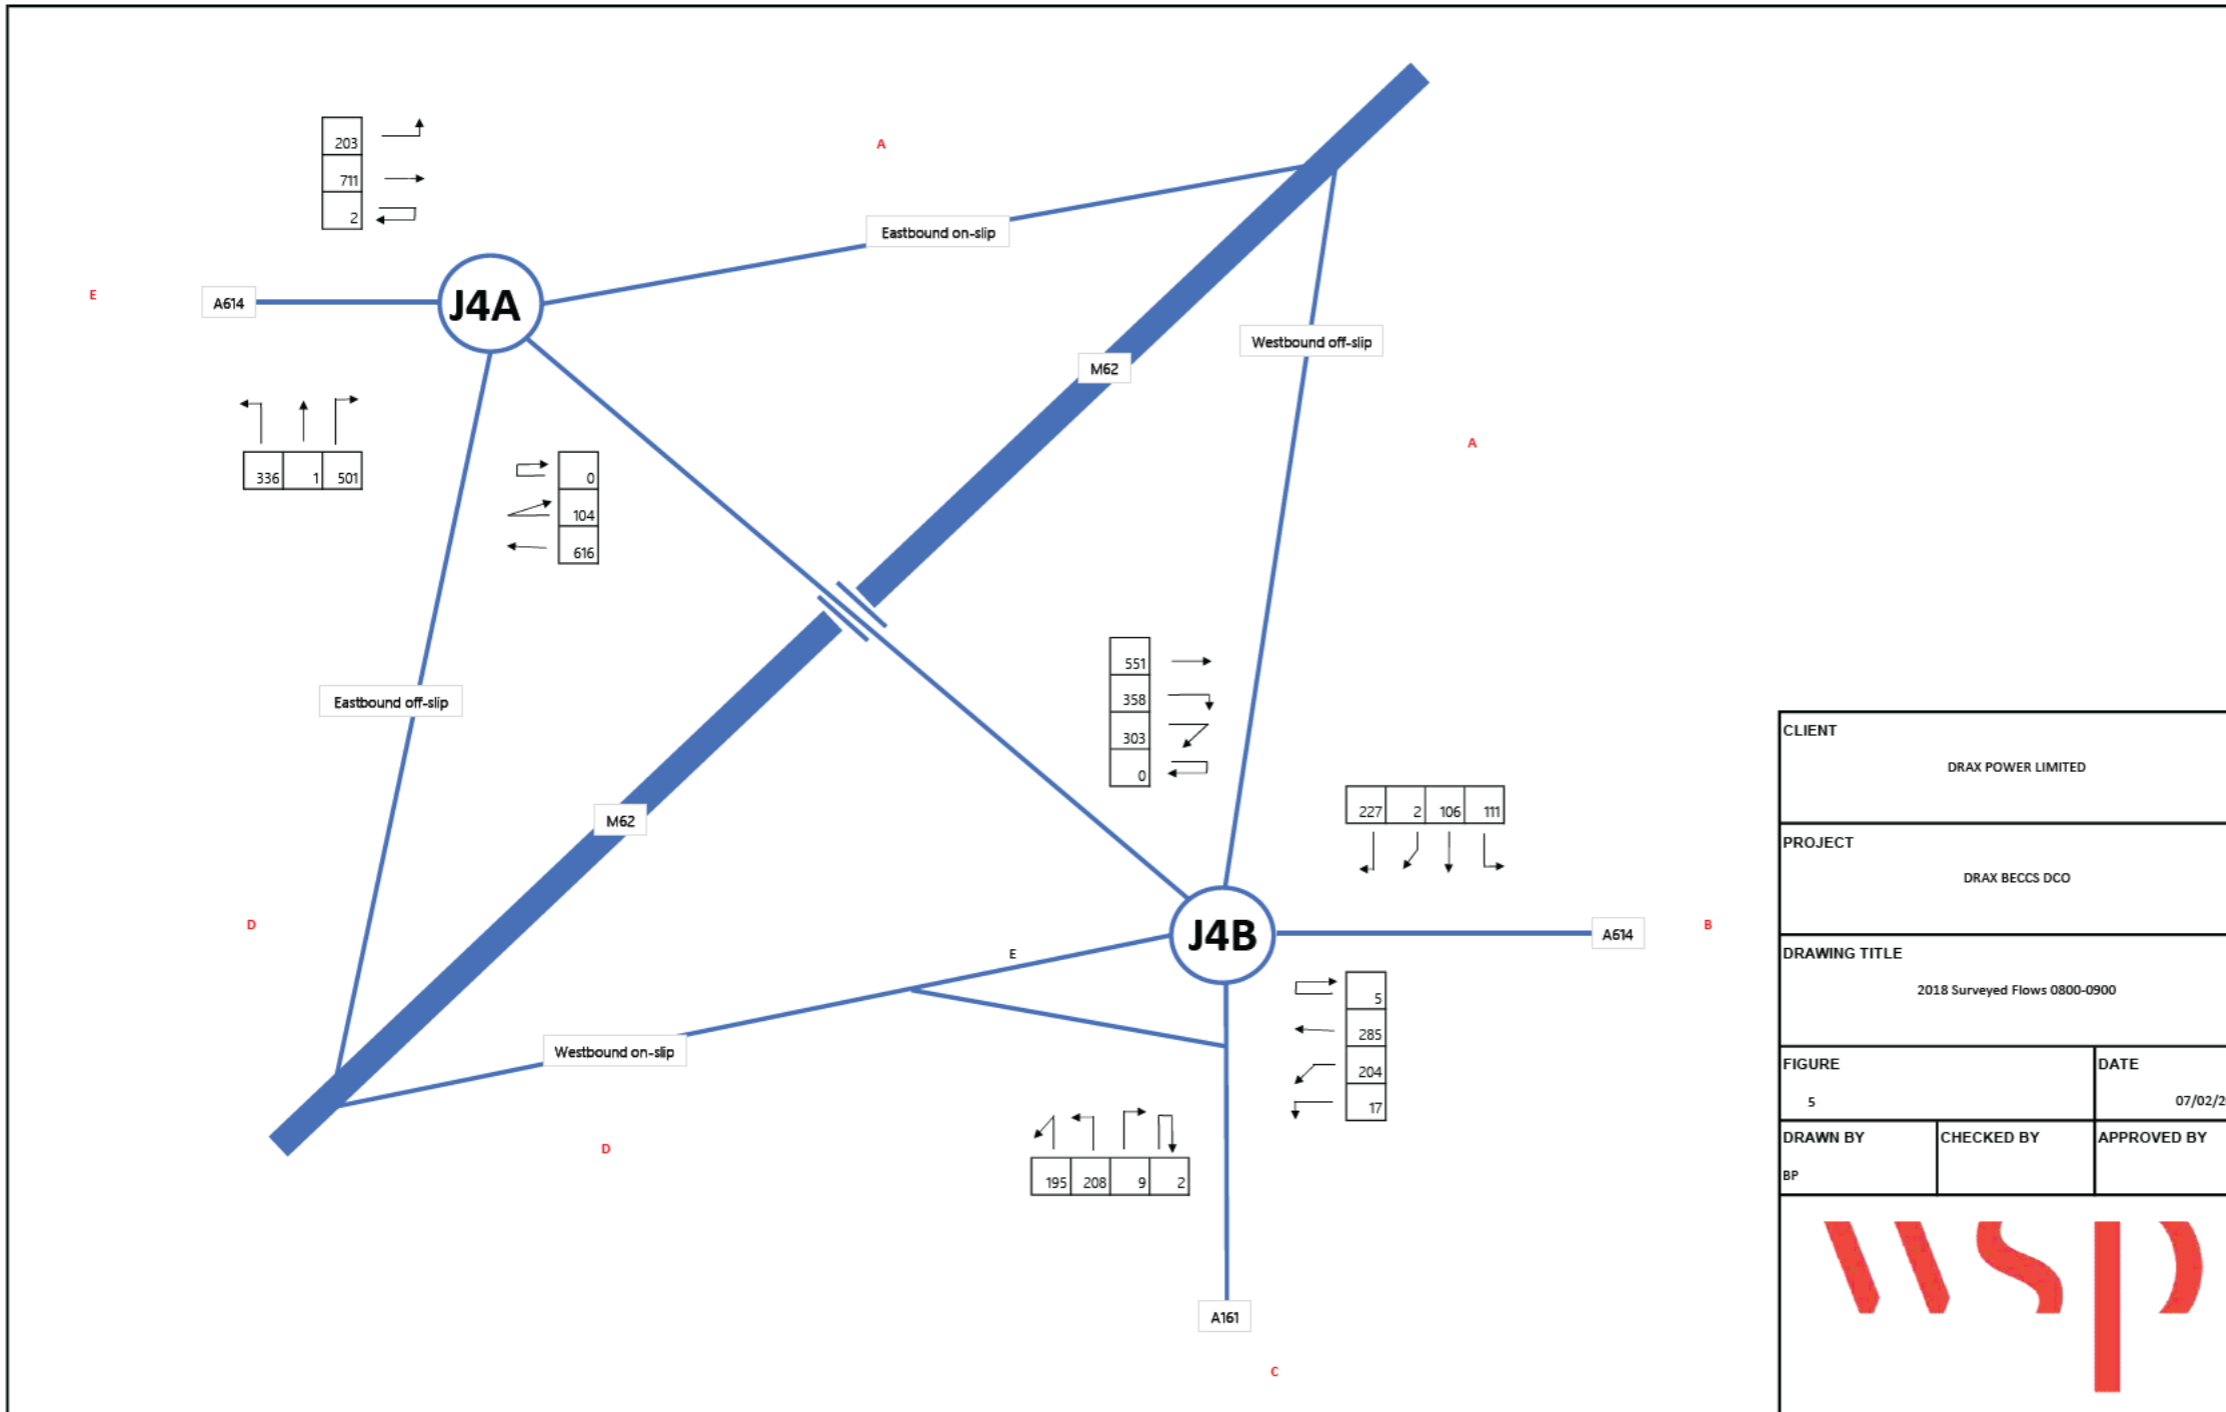 203
A
711
2
Eastbound on-slip
E
A614
J4A
Westbound off-slip
M62
A
336 1 501
0
104
616
551
358
303
0
Eastbound off-slip
M62
227 2 106 111
D
J4B
A614
B
E
5
285
204
17
Westbound on-slip
D
195 208 9 2
A161
C
CLIENT
DRAX POWER LIMITED
PROJECT
DRAX BECCS DCO
DRAWING TITLE
2018 Surveyed Flows 0800-0900
FIGURE DATE
5 07/02/2
DRAWN BY CHECKED BY APPROVED BY
BP
wsp